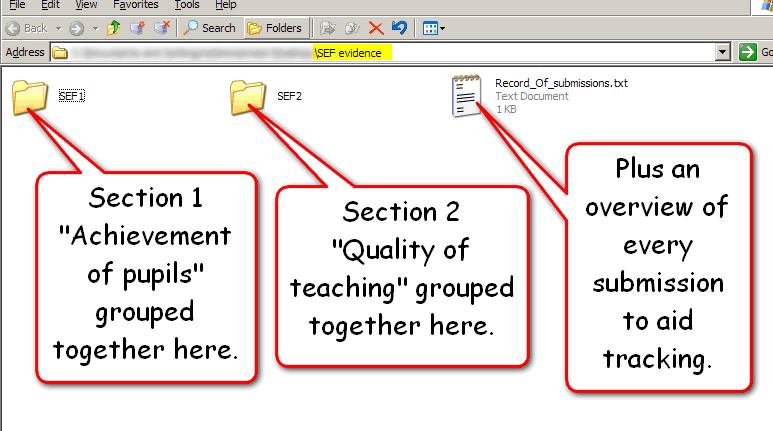 File Edit View Favorites Tools Help
Back Search Folders
Address \SEF evidence Go
SEF1
SEF2
Record_Of_submissions.txt
Text Document
1 KB
Section 1
"Achievement
of pupils"
grouped
together here.
Section 2
"Quality of
teaching" grouped
together here.
Plus an
overview of
every
submission
to aid
tracking.